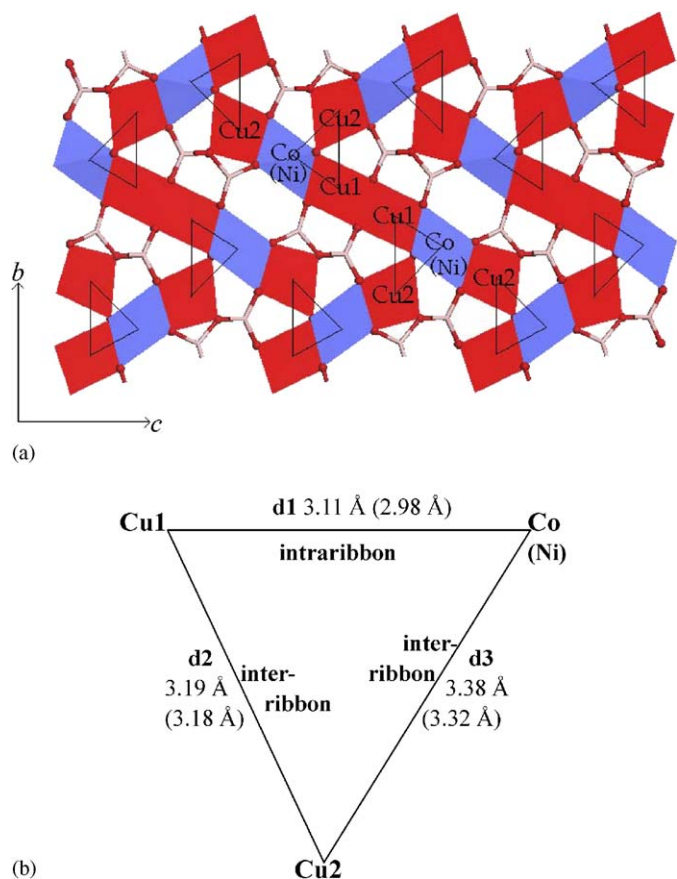 Cu2
Cu2
Co
(Ni)
Cu1
Cu1
Co
(Ni)
Cu2
Cu2
b
c
(a)
d1 3.11 Å (2.98 Å)
Cu1
Co
intraribbon
(Ni)
inter-
ribbon
d2
d3
inter-
ribbon
3.19 Å
3.38 Å
(3.18 Å)
(3.32 Å)
Cu2
(b)